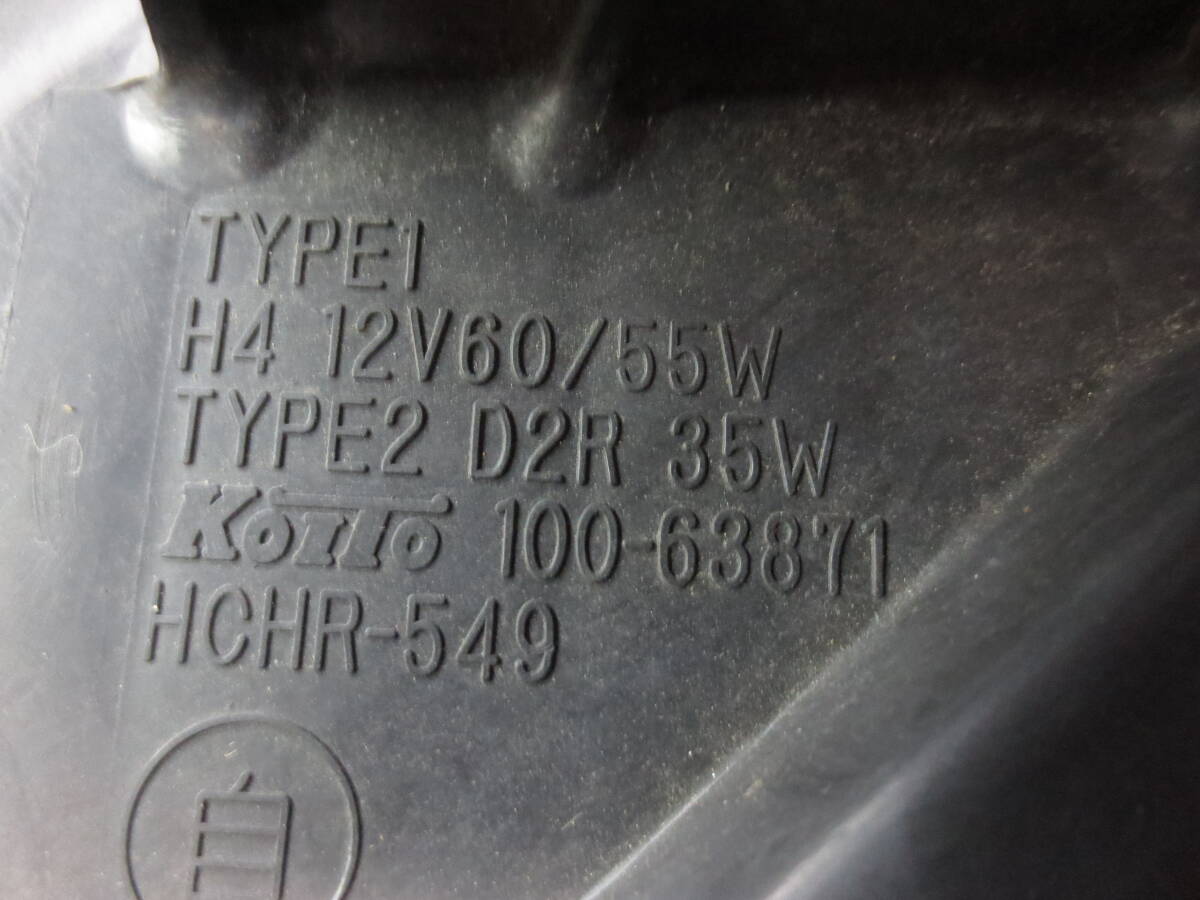 TYPE1
H4 12V60/55W
TYPE2 D2R 35W
KOITO 100-63871
HCHR-549
自